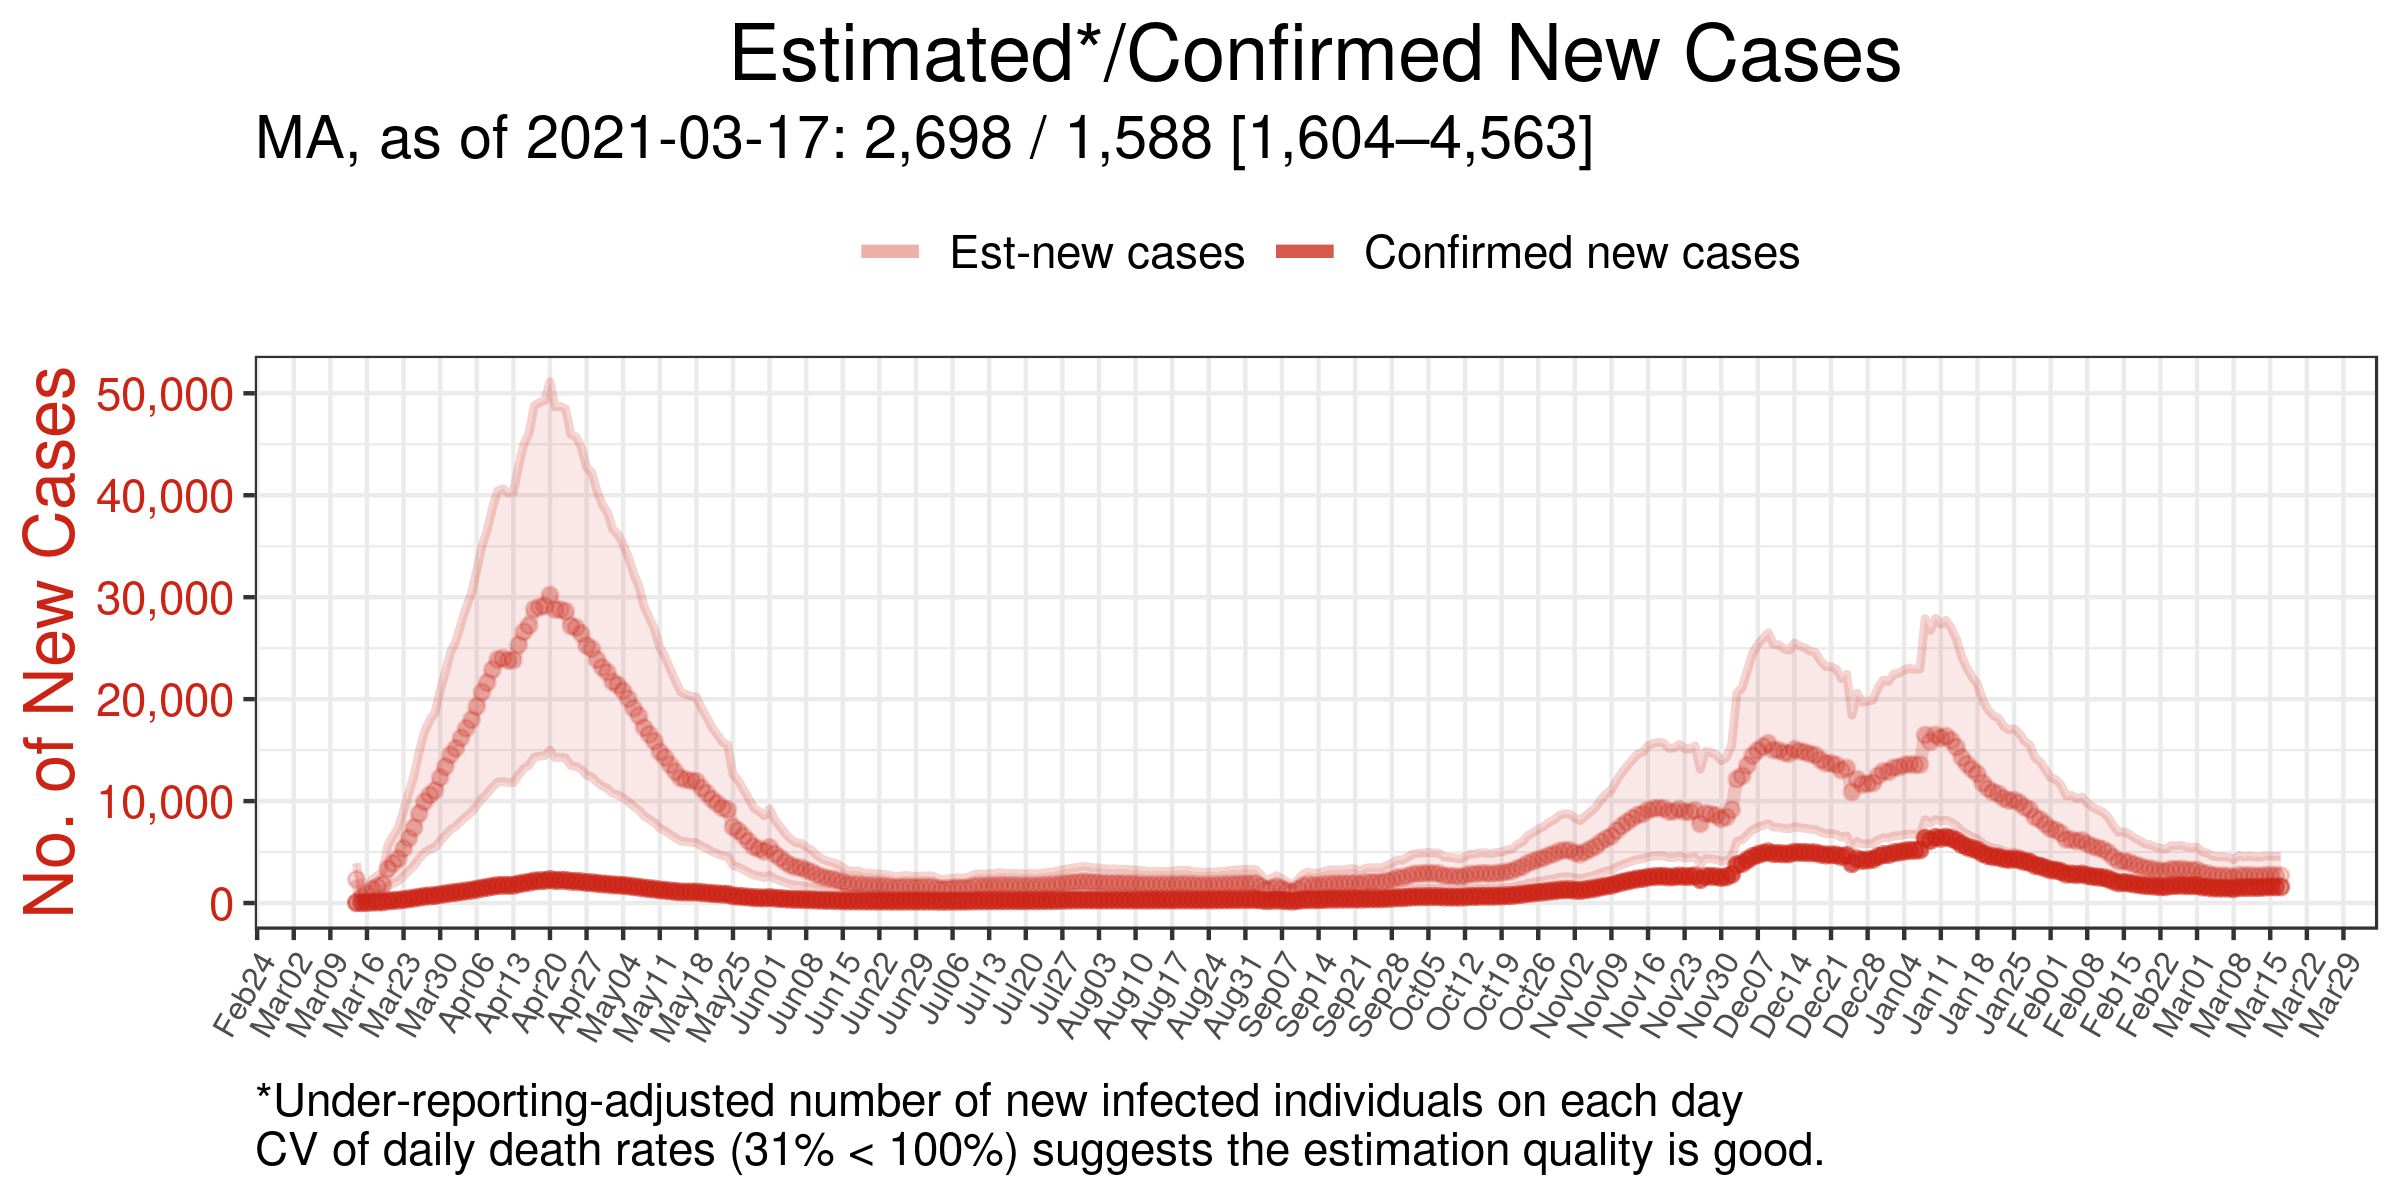 Estimated*/Confirmed New Cases
MA, as of 2021-03-17: 2,698 / 1,588 [1,604–4,563]
Est-new cases Confirmed new cases
No. of New Cases
50,000
40,000
30,000
20,000
10,000
0
Feb24 Mar02 Mar09 Mar16 Mar23 Mar30 Apr06 Apr13 Apr20 Apr27 May04 May11 May18 May25 Jun01 Jun08 Jun15 Jun22 Jun29 Jul06 Jul13 Jul20 Jul27 Aug03 Aug10 Aug17 Aug24 Aug31 Sep07 Sep14 Sep21 Sep28 Oct05 Oct12 Oct19 Oct26 Nov02 Nov09 Nov16 Nov23 Nov30 Dec07 Dec14 Dec21 Dec28 Jan04 Jan11 Jan18 Jan25 Feb01 Feb08 Feb15 Feb22 Mar01 Mar08 Mar15 Mar22 Mar29
*Under-reporting-adjusted number of new infected individuals on each day
CV of daily death rates (31% < 100%) suggests the estimation quality is good.